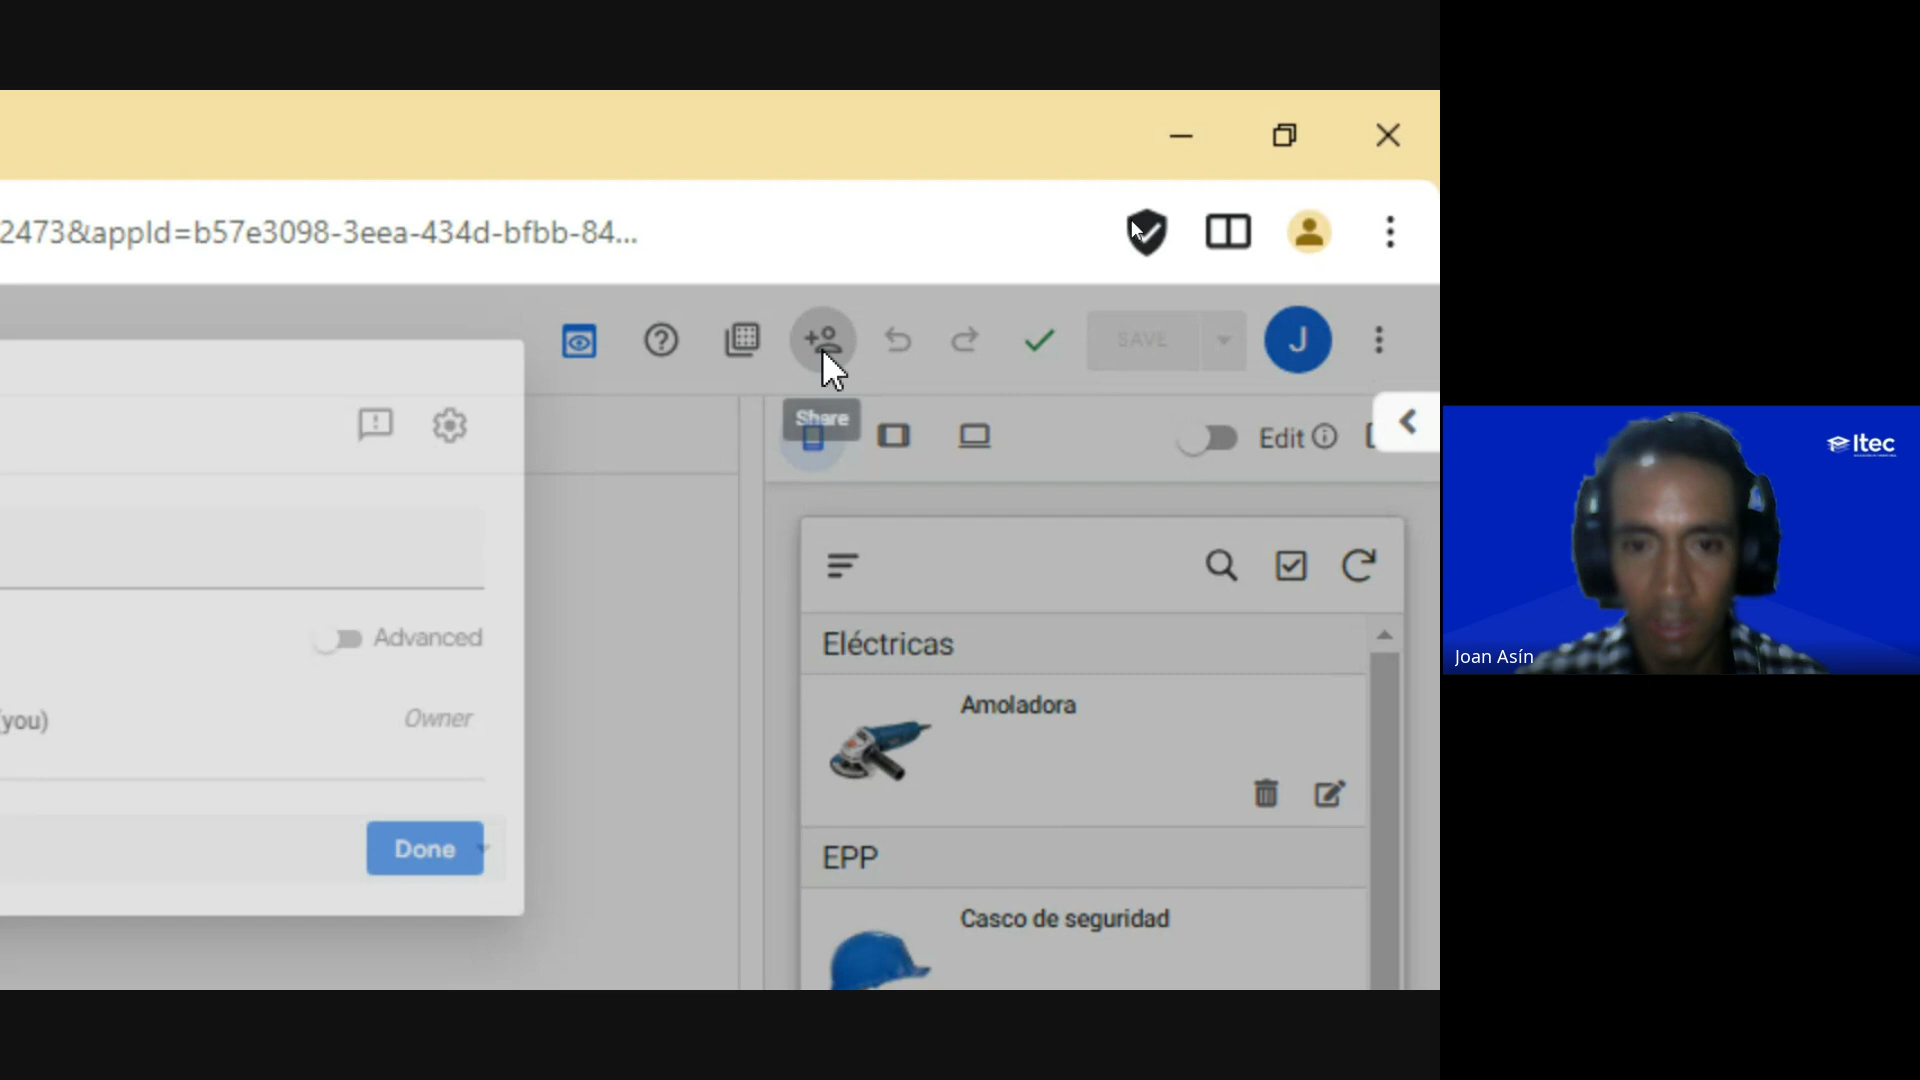 2473&appId=b57e3098-3eea-434d-bfbb-84...
SAVE
J
Share
Edit
Advanced
(you)
Owner
Done
Eléctricas
Amoladora
EPP
Casco de seguridad
Itec
Joan Asín